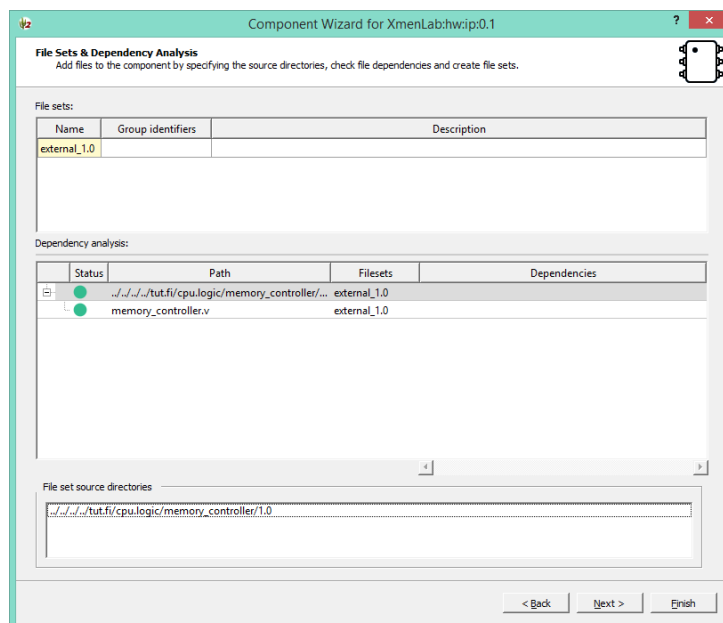 Component Wizard for XmenLab:hw:ip:0.1
?
File Sets & Dependency Analysis
Add files to the component by specifying the source directories, check file dependencies and create file sets.
File sets:
Name Group identifiers Description
external_1.0
Dependency analysis:
Status Path Filesets Dependencies
../../../../tut.fi/cpu.logic/memory_controller/... external_1.0
memory_controller.v external_1.0
File set source directories
../../../../tut.fi/cpu.logic/memory_controller/1.0
< Back Next > Finish